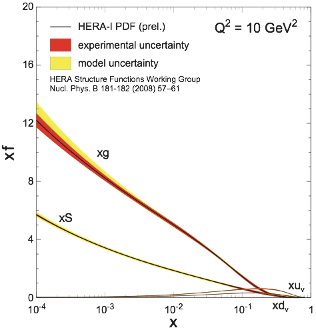 20
HERA-I PDF (prel.)
Q² = 10 GeV²
experimental uncertainty
model uncertainty
HERA Structure Functions Working Group
Nucl. Phys. B 181-182 (2008) 57–61
16
12
xf
xg
8
xS
4
xuᵥ
xdᵥ
0
10⁻⁴
10⁻³
10⁻²
10⁻¹
1
x